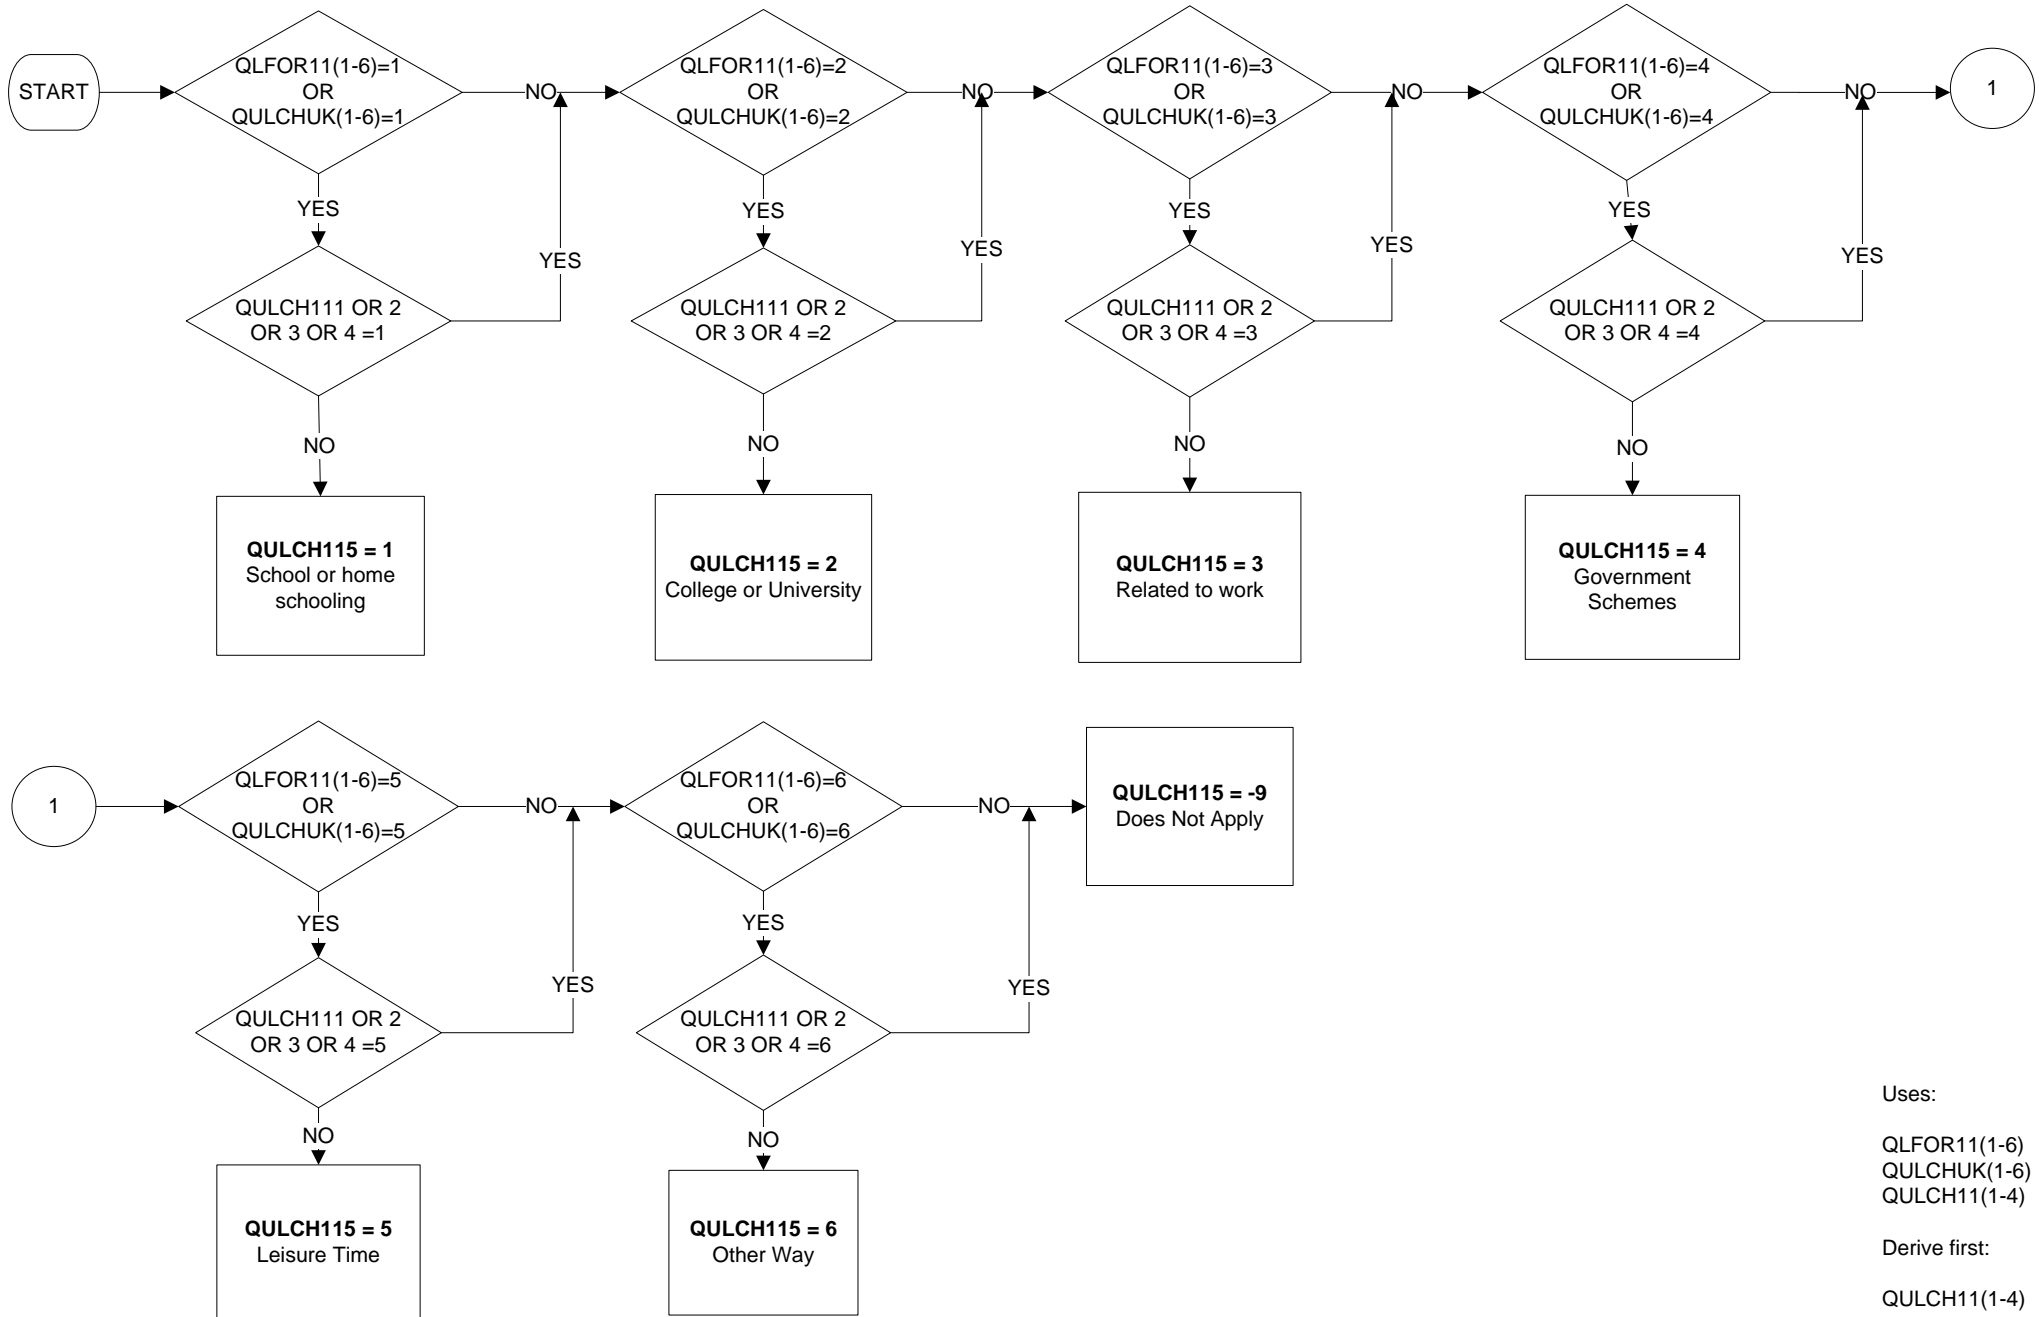 START
QLFOR11(1-6)=1
OR
QULCHUK(1-6)=1
NO
QLFOR11(1-6)=2
OR
QULCHUK(1-6)=2
NO
QLFOR11(1-6)=3
OR
QULCHUK(1-6)=3
NO
QLFOR11(1-6)=4
OR
QULCHUK(1-6)=4
NO
1
YES
YES
YES
YES
YES
YES
YES
YES
QULCH111 OR 2
OR 3 OR 4 =1
QULCH111 OR 2
OR 3 OR 4 =2
QULCH111 OR 2
OR 3 OR 4 =3
QULCH111 OR 2
OR 3 OR 4 =4
NO
NO
NO
NO
QULCH115 = 1
School or home
schooling
QULCH115 = 2
College or University
QULCH115 = 3
Related to work
QULCH115 = 4
Government
Schemes
1
QLFOR11(1-6)=5
OR
QULCHUK(1-6)=5
NO
QLFOR11(1-6)=6
OR
QULCHUK(1-6)=6
NO
QULCH115 = -9
Does Not Apply
YES
YES
YES
YES
QULCH111 OR 2
OR 3 OR 4 =5
QULCH111 OR 2
OR 3 OR 4 =6
NO
NO
QULCH115 = 5
Leisure Time
QULCH115 = 6
Other Way
Uses:
QLFOR11(1-6)
QULCHUK(1-6)
QULCH11(1-4)
Derive first:
QULCH11(1-4)